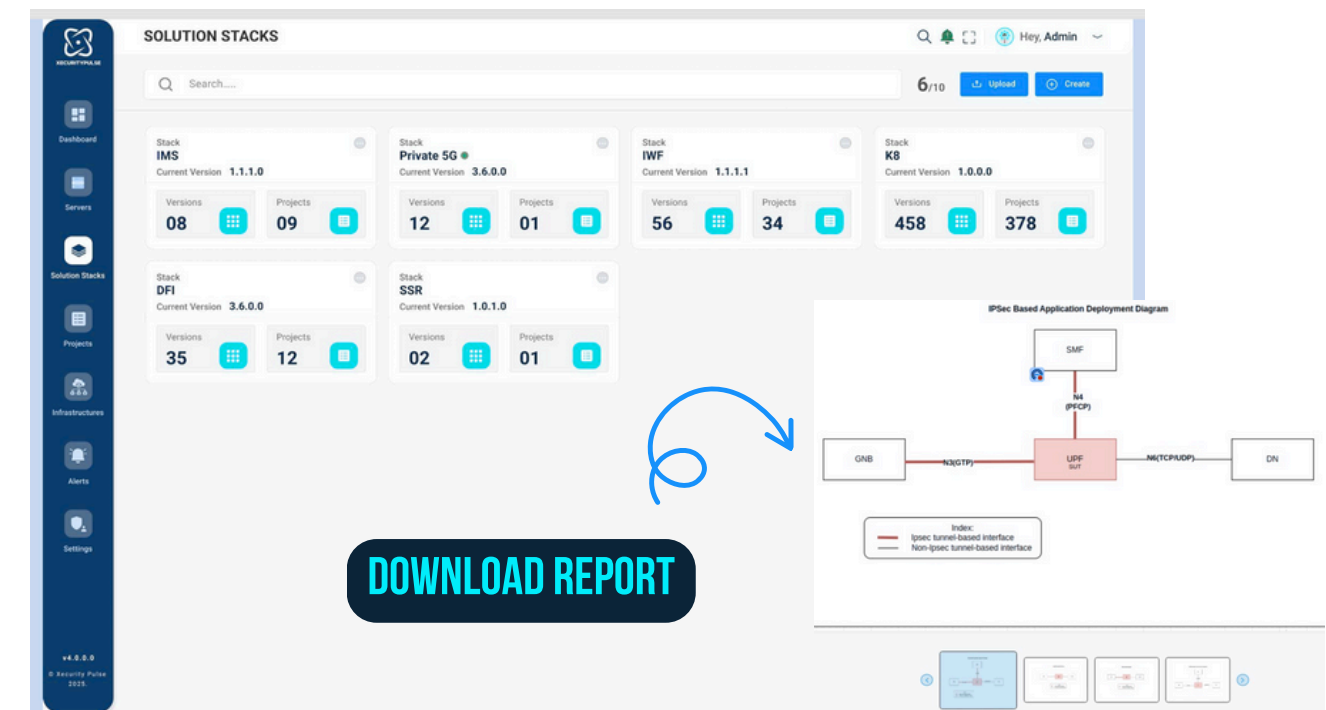 XECURITYPULSE
SOLUTION STACKS
Hey, Admin
Search....
6/10
Upload
Create
Dashboard
Servers
Solution Stacks
Projects
Infrastructures
Alerts
Settings
v4.0.0.0
© Xecurity Pulse
2025.
Stack
IMS
Current Version 1.1.1.0
Versions
08
Projects
09
Stack
Private 5G
Current Version 3.6.0.0
Versions
12
Projects
01
Stack
IWF
Current Version 1.1.1.1
Versions
56
Projects
34
Stack
K8
Current Version 1.0.0.0
Versions
458
Projects
378
Stack
DFI
Current Version 3.6.0.0
Versions
35
Projects
12
Stack
SSR
Current Version 1.0.1.0
Versions
02
Projects
01
DOWNLOAD REPORT
IPSec Based Application Deployment Diagram
SMF
N4
(PFCP)
GNB
N3(GTP)
UPF
SUT
N6(TCP/UDP)
DN
Index:
Ipsec tunnel-based interface
Non-Ipsec tunnel-based interface